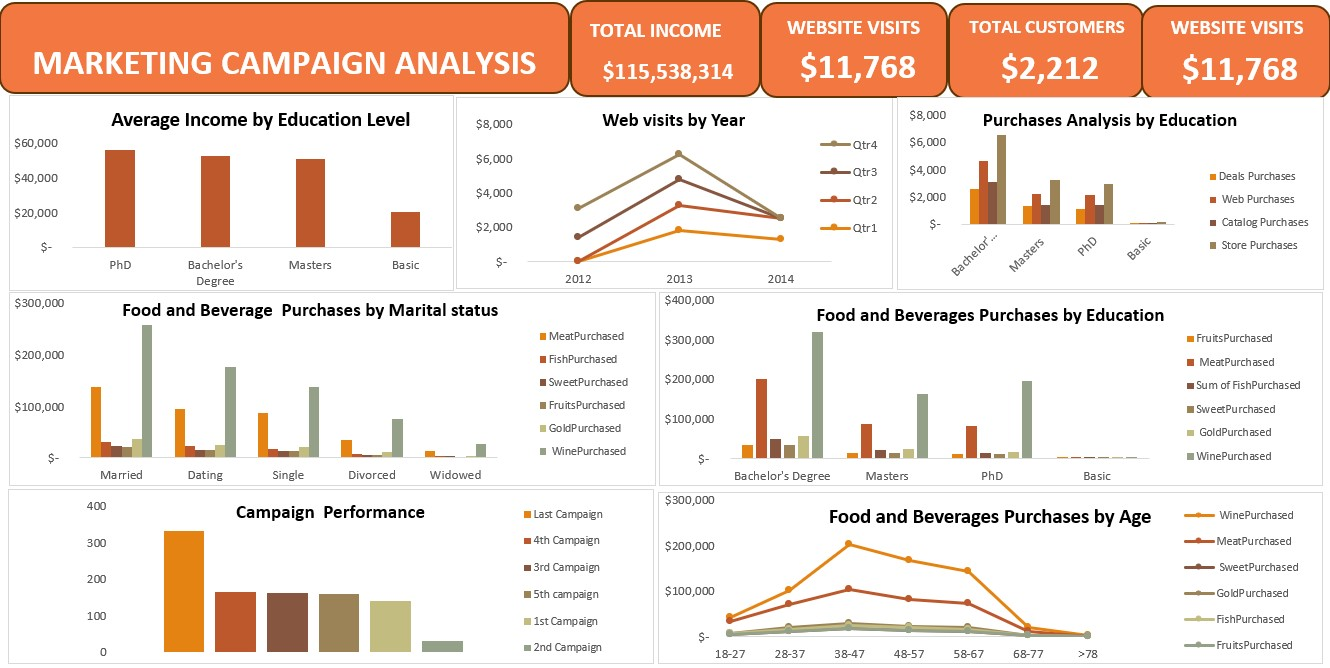 MARKETING CAMPAIGN ANALYSIS
TOTAL INCOME
$115,538,314
WEBSITE VISITS
$11,768
TOTAL CUSTOMERS
$2,212
WEBSITE VISITS
$11,768
Average Income by Education Level
$60,000
$40,000
$20,000
$-
PhD
Bachelor's
Degree
Masters
Basic
Web visits by Year
$8,000
$6,000
$4,000
$2,000
$-
2012
2013
2014
Qtr4
Qtr3
Qtr2
Qtr1
Purchases Analysis by Education
$8,000
$6,000
$4,000
$2,000
$-
Bachelor'...
Masters
PhD
Basic
Deals Purchases
Web Purchases
Catalog Purchases
Store Purchases
Food and Beverage  Purchases by Marital status
$300,000
$200,000
$100,000
$-
Married
Dating
Single
Divorced
Widowed
MeatPurchased
FishPurchased
SweetPurchased
FruitsPurchased
GoldPurchased
WinePurchased
Food and Beverages Purchases by Education
$400,000
$300,000
$200,000
$100,000
$-
Bachelor's Degree
Masters
PhD
Basic
FruitsPurchased
MeatPurchased
Sum of FishPurchased
SweetPurchased
GoldPurchased
WinePurchased
Campaign  Performance
400
300
200
100
0
Last Campaign
4th Campaign
3rd Campaign
5th campaign
1st Campaign
2nd Campaign
Food and Beverages Purchases by Age
$300,000
$200,000
$100,000
$-
18-27
28-37
38-47
48-57
58-67
68-77
>78
WinePurchased
MeatPurchased
SweetPurchased
GoldPurchased
FishPurchased
FruitsPurchased